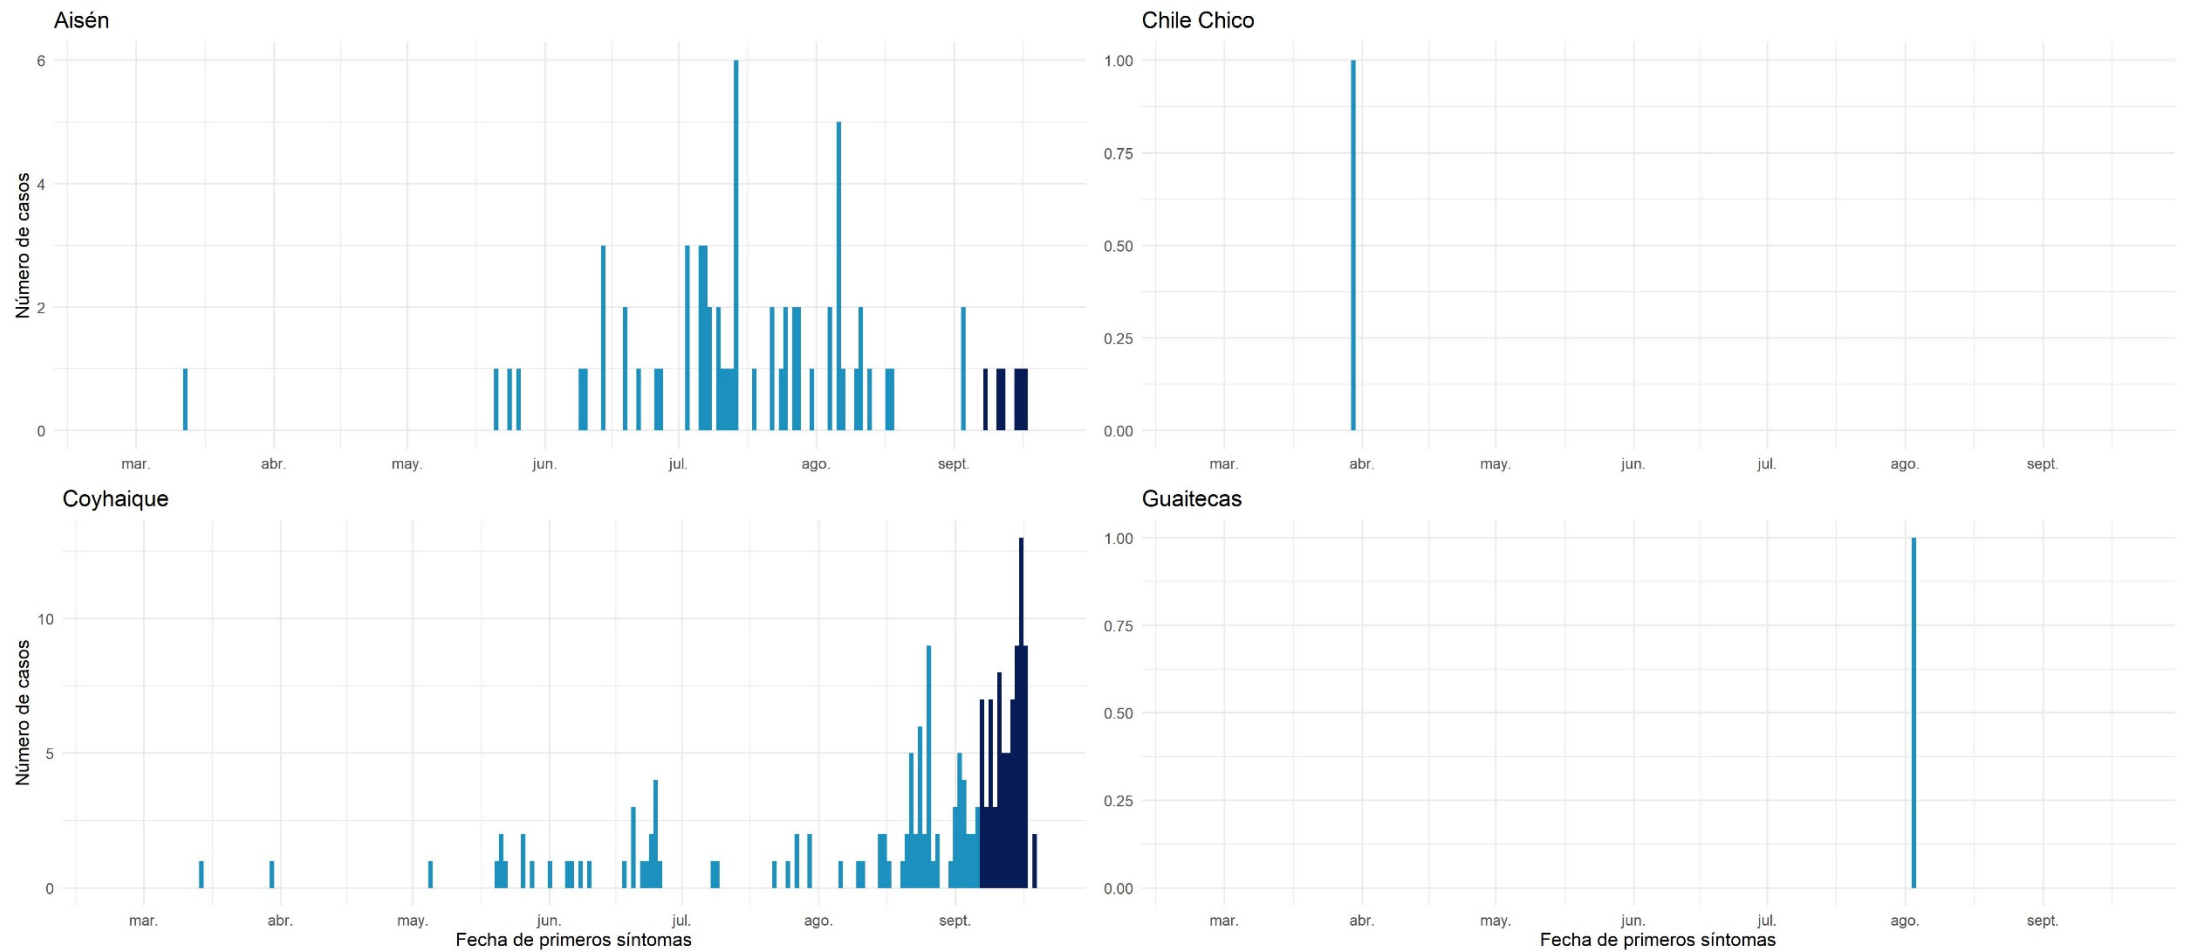 Aisén
Número de casos
6
4
2
0
mar. abr. may. jun. jul. ago. sept.
Chile Chico
1.00
0.75
0.50
0.25
0.00
mar. abr. may. jun. jul. ago. sept.
Coyhaique
Número de casos
10
5
0
mar. abr. may. jun. jul. ago. sept.
Fecha de primeros síntomas
Guaitecas
1.00
0.75
0.50
0.25
0.00
mar. abr. may. jun. jul. ago. sept.
Fecha de primeros síntomas